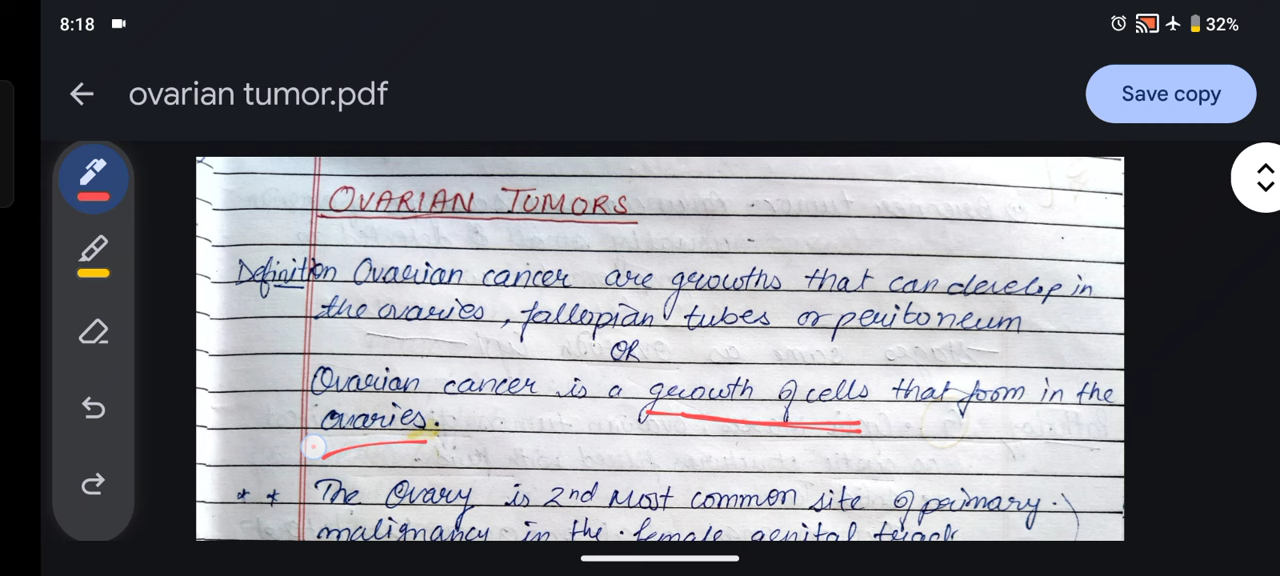 8:18
32%
ovarian tumor.pdf
Save copy
OVARIAN TUMORS
Definition Ovarian cancer are growths that can develop in
the ovaries, fallopian tubes or peritoneum
OR
Ovarian cancer is a growth of cells that form in the
ovaries.
* * The Ovary is 2nd Most common site of primary
malignancy in the female genital